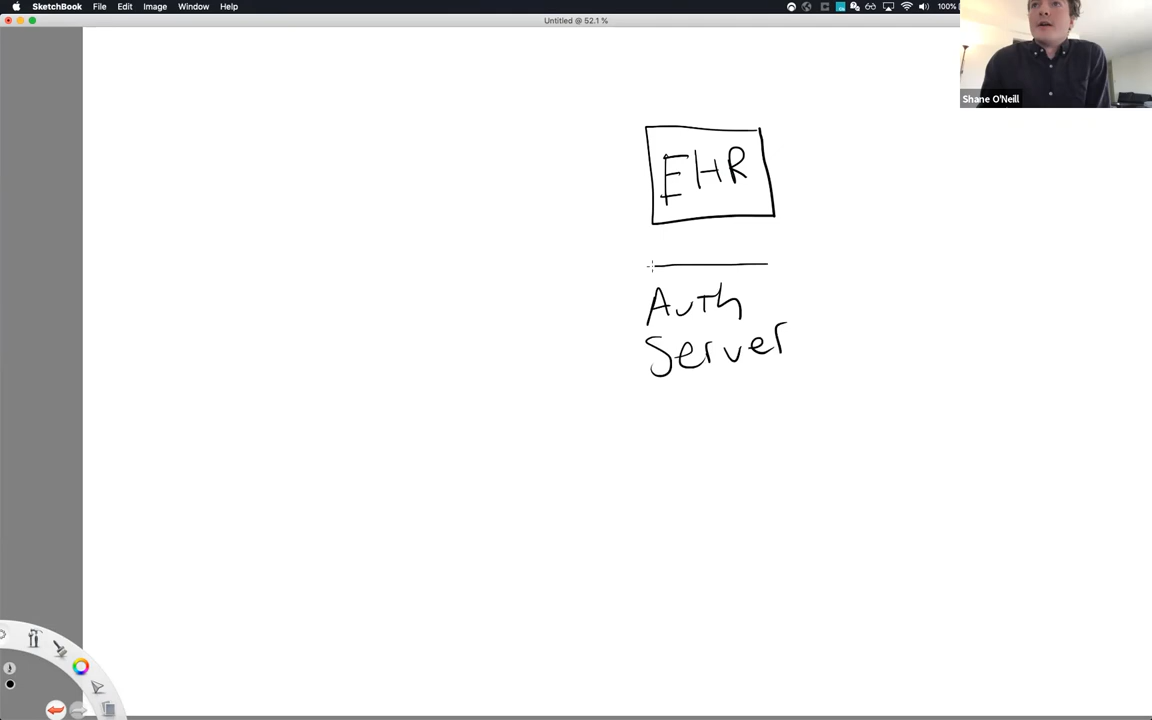 SketchBook File Edit Image Window Help 100%
Untitled @ 52.1 %
Shane O'Neill
EHR
Auth
Server